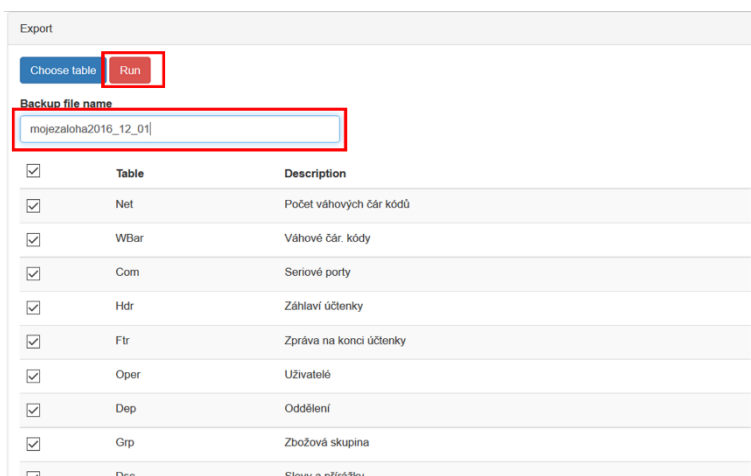 Export
Choose table Run
Backup file name
mojezaloha2016_12_01
Table Description
Net Počet váhových čár kódů
WBar Váhové čár. kódy
Com Seriové porty
Hdr Záhlaví účtenky
Ftr Zpráva na konci účtenky
Oper Uživatelé
Dep Oddělení
Grp Zbožová skupina